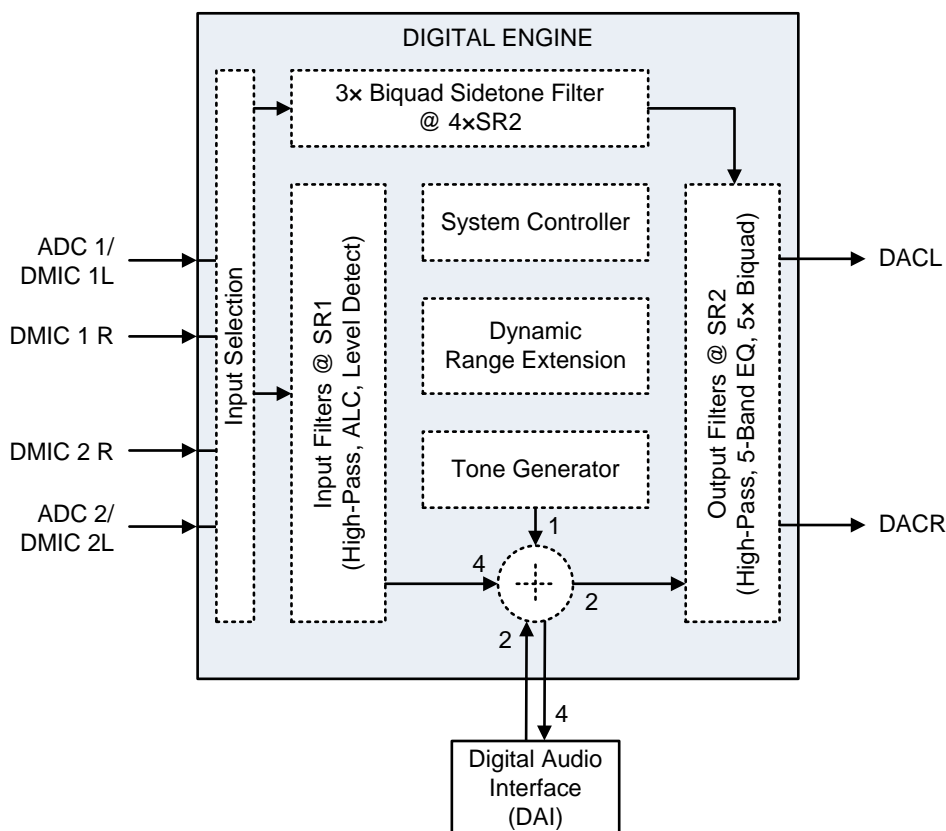 DIGITAL ENGINE
3× Biquad Sidetone Filter
@ 4×SR2
System Controller
Dynamic
Range Extension
Tone Generator
ADC 1/
DMIC 1L
DMIC 1 R
DMIC 2 R
ADC 2/
DMIC 2L
Input Selection
Input Filters @ SR1
(High-Pass, ALC, Level Detect)
Output Filters @ SR2
(High-Pass, 5-Band EQ, 5× Biquad)
DACL
DACR
1
4
2
2
4
Digital Audio
Interface
(DAI)